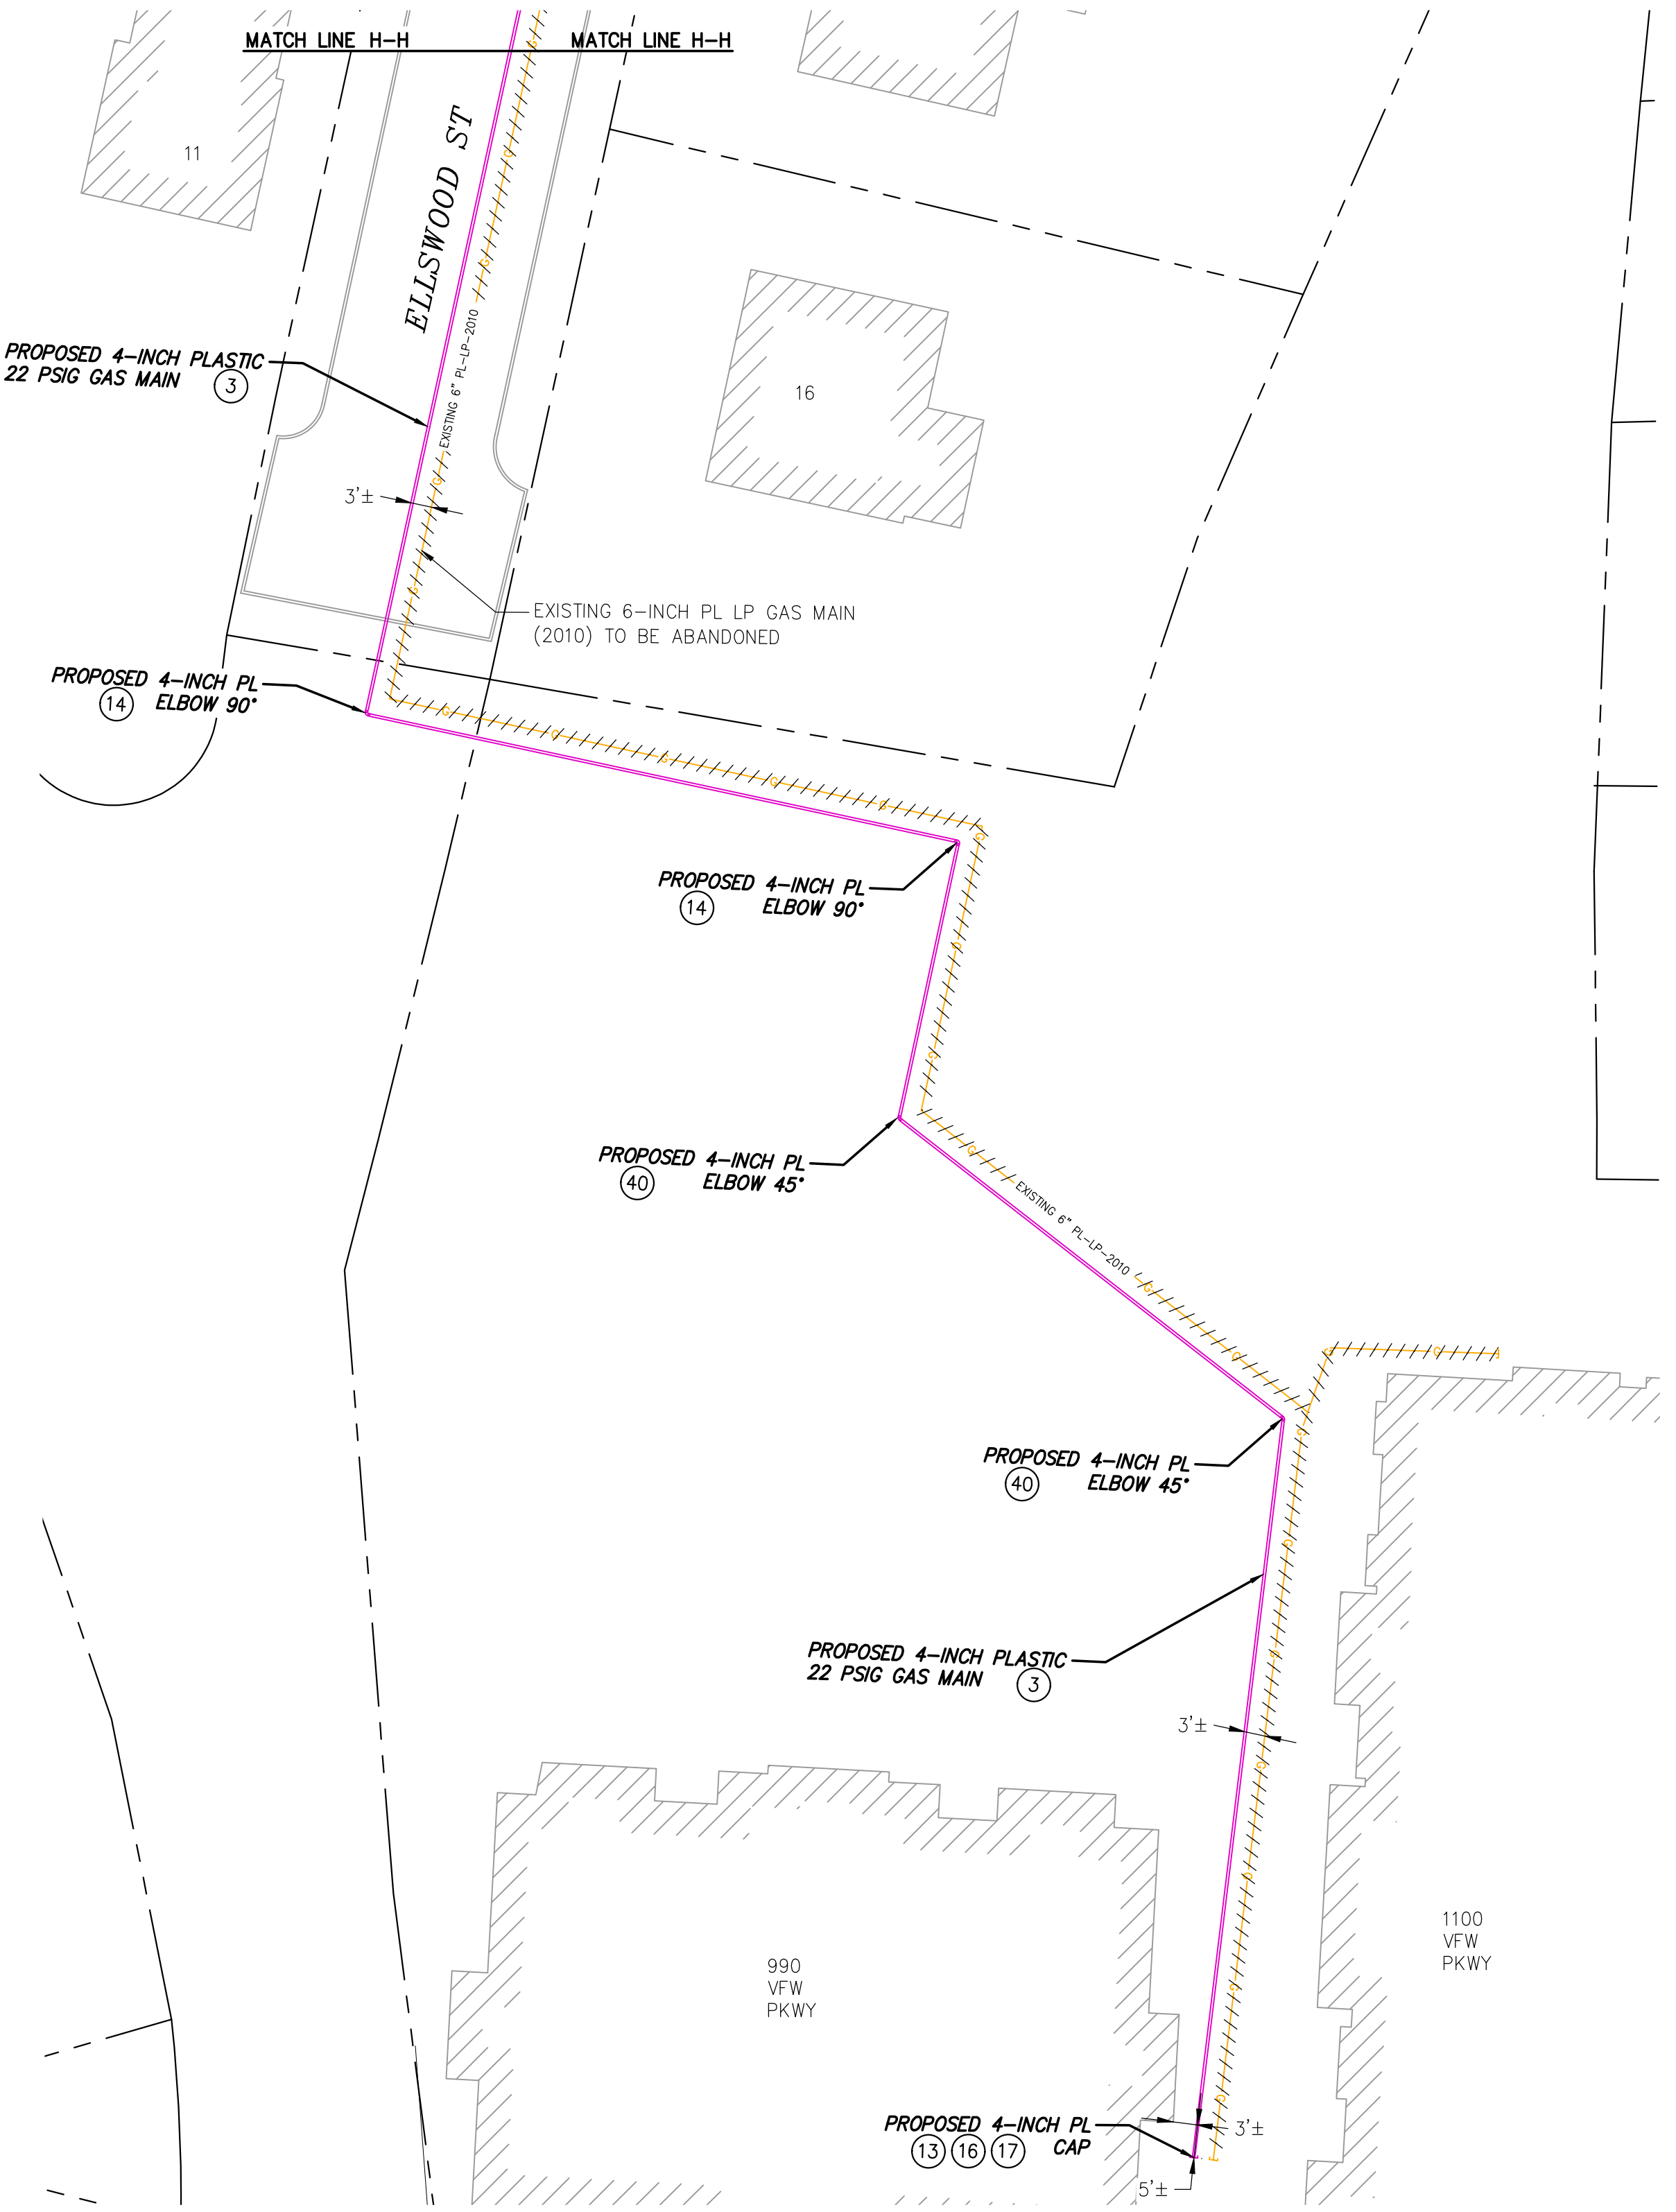 MATCH LINE H-H
MATCH LINE H-H
11
ELLSWOOD ST
EXISTING 6" PL-LP-2010
PROPOSED 4-INCH PLASTIC
22 PSIG GAS MAIN 3
16
3'±
EXISTING 6-INCH PL LP GAS MAIN
(2010) TO BE ABANDONED
PROPOSED 4-INCH PL
14 ELBOW 90°
PROPOSED 4-INCH PL
14 ELBOW 90°
PROPOSED 4-INCH PL
40 ELBOW 45°
EXISTING 6" PL-LP-2010
PROPOSED 4-INCH PL
40 ELBOW 45°
PROPOSED 4-INCH PLASTIC
22 PSIG GAS MAIN 3
3'±
990
VFW
PKWY
1100
VFW
PKWY
PROPOSED 4-INCH PL
13 16 17 CAP
3'±
5'±